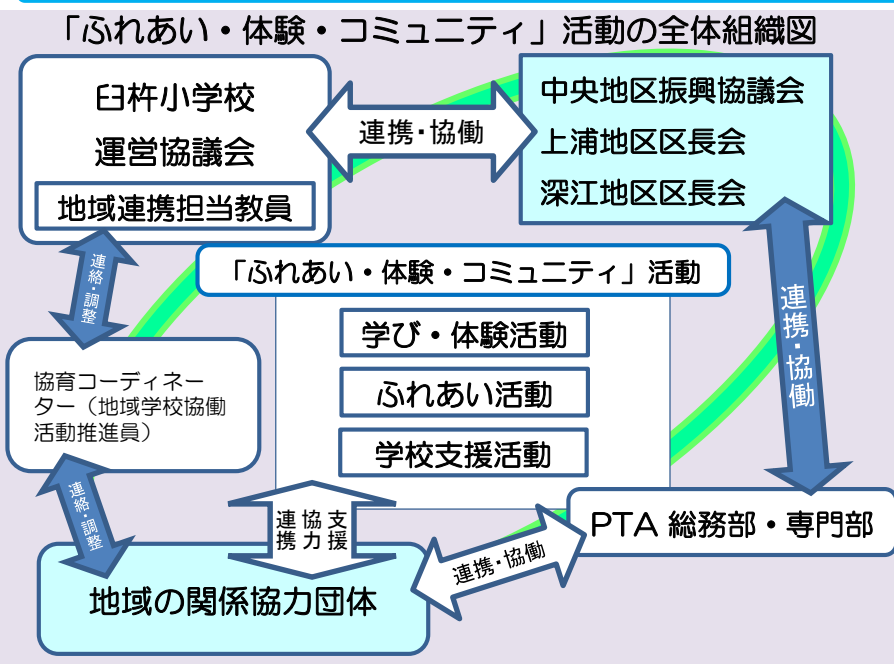 「ふれあい・体験・コミュニティ」活動の全体組織図
臼杵小学校
運営協議会
地域連携担当教員
連携・協働
中央地区振興協議会
上浦地区区長会
深江地区区長会
連絡・調整
「ふれあい・体験・コミュニティ」活動
学び・体験活動
ふれあい活動
学校支援活動
連携・協働
協育コーディネー
ター（地域学校協働
活動推進員）
連絡・調整
連携
協力
支援
連携・協働
PTA 総務部・専門部
地域の関係協力団体